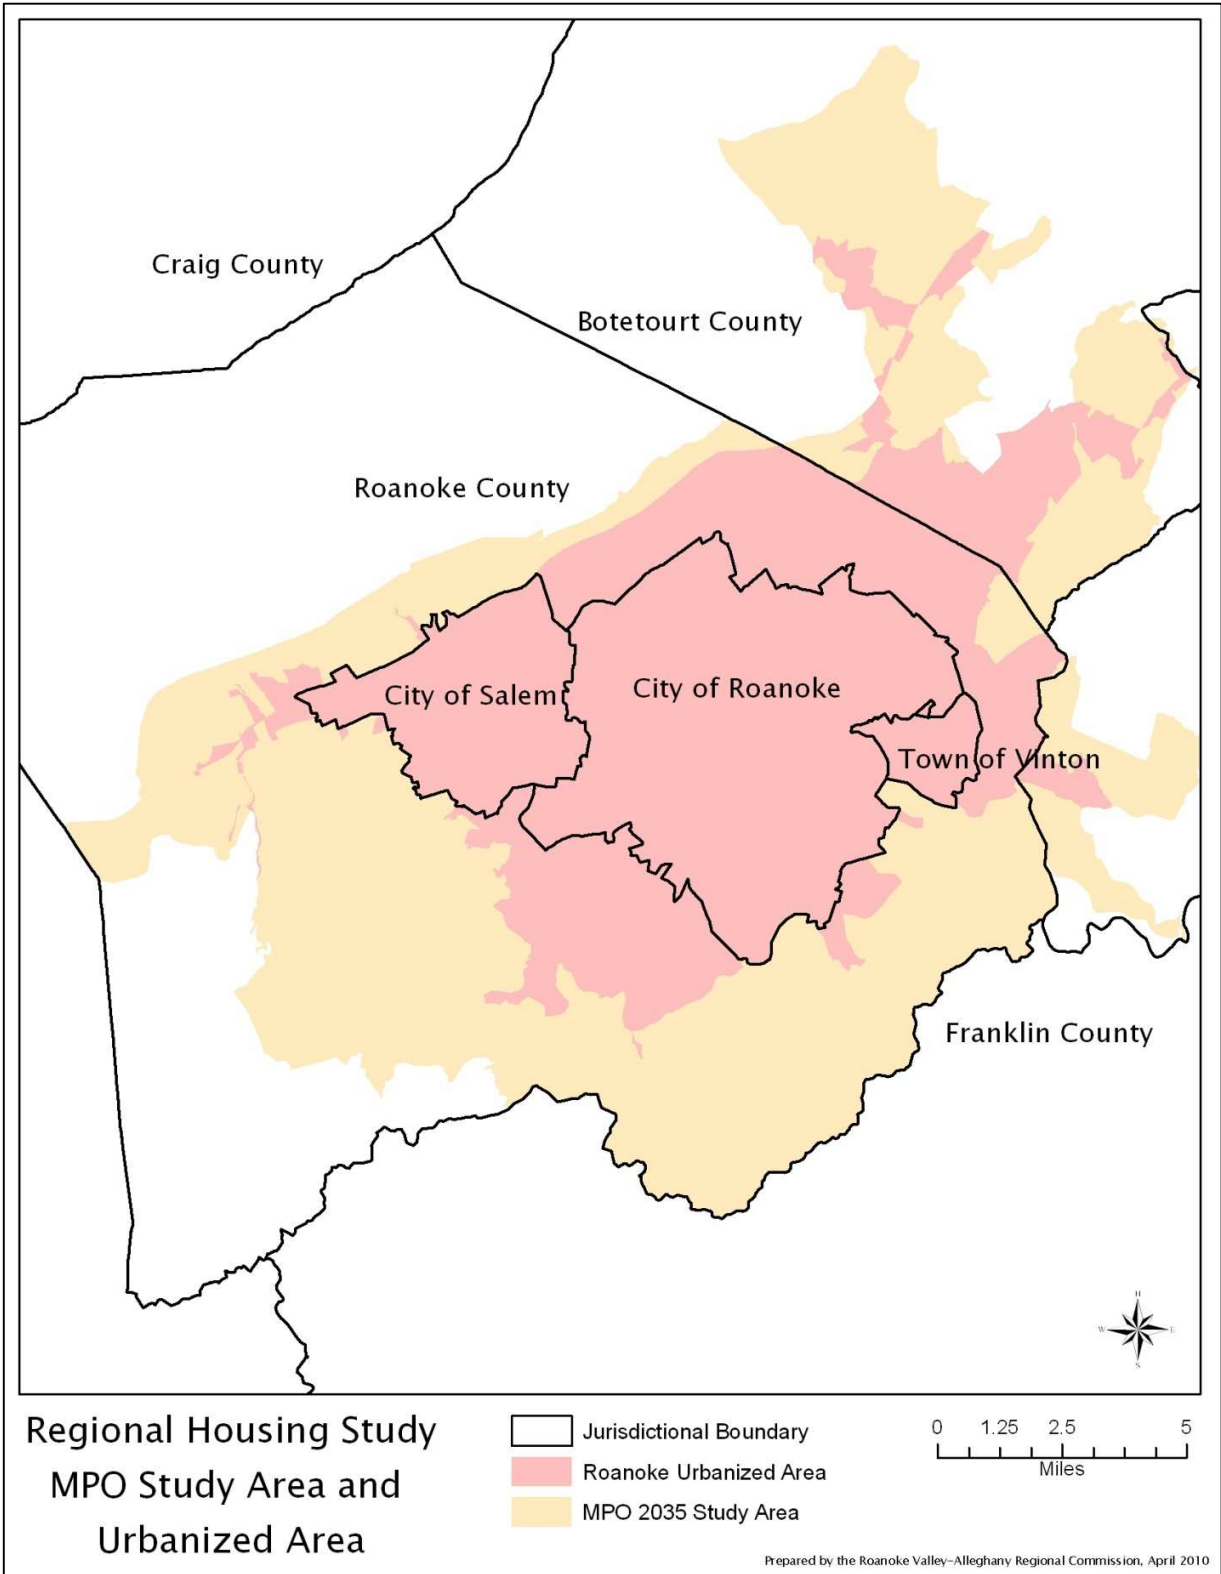 Craig County
Botetourt County
Roanoke County
City of Salem
City of Roanoke
Town of Vinton
Franklin County
N
W
E
S
Regional Housing Study
MPO Study Area and
Urbanized Area
Jurisdictional Boundary
Roanoke Urbanized Area
MPO 2035 Study Area
0 1.25 2.5 5
Miles
Prepared by the Roanoke Valley-Alleghany Regional Commission, April 2010